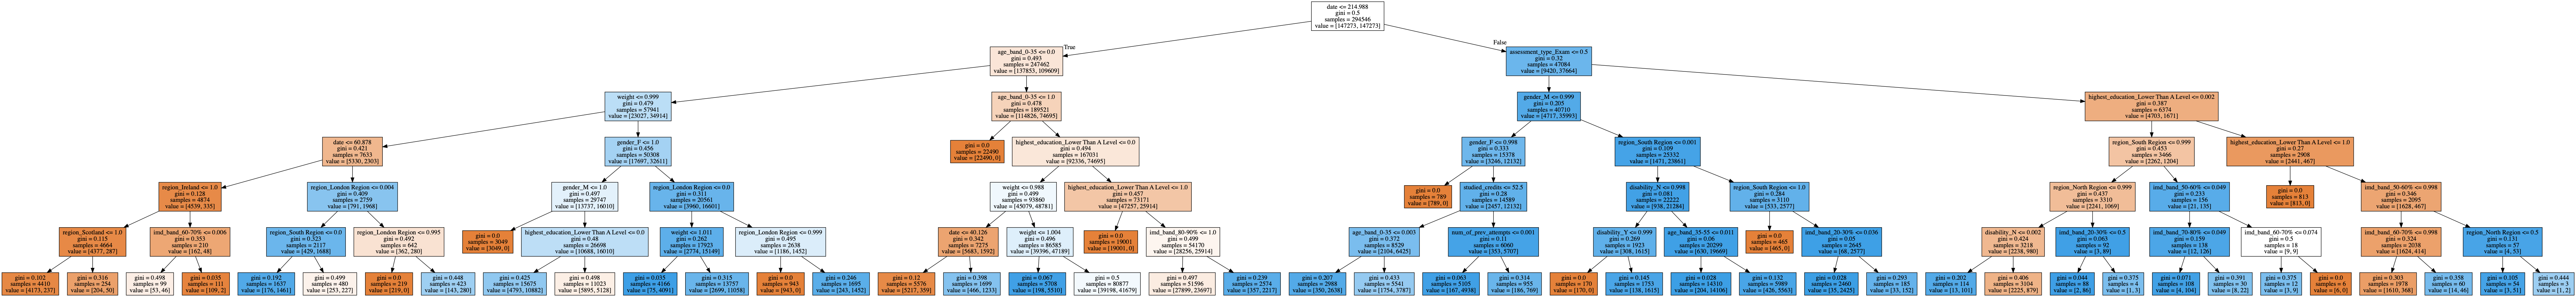 date <= 214.988
gini = 0.5
samples = 294546
value = [147273, 147273]
True
False
age_band_0-35 <= 0.0
gini = 0.493
samples = 247462
value = [137853, 109609]
assessment_type_Exam <= 0.5
gini = 0.32
samples = 47084
value = [9420, 37664]
weight <= 0.999
gini = 0.479
samples = 57941
value = [23027, 34914]
age_band_0-35 <= 1.0
gini = 0.478
samples = 189521
value = [114826, 74695]
gender_M <= 0.999
gini = 0.205
samples = 40710
value = [4717, 35993]
highest_education_Lower Than A Level <= 0.002
gini = 0.387
samples = 6374
value = [4703, 1671]
date <= 60.878
gini = 0.421
samples = 7633
value = [5330, 2303]
gender_F <= 1.0
gini = 0.456
samples = 50308
value = [17697, 32611]
gini = 0.0
samples = 22490
value = [22490, 0]
highest_education_Lower Than A Level <= 0.0
gini = 0.494
samples = 167031
value = [92336, 74695]
gender_F <= 0.998
gini = 0.333
samples = 15378
value = [3246, 12132]
region_South Region <= 0.001
gini = 0.109
samples = 25332
value = [1471, 23861]
region_South Region <= 0.999
gini = 0.453
samples = 3466
value = [2262, 1204]
highest_education_Lower Than A Level <= 1.0
gini = 0.27
samples = 2908
value = [2441, 467]
region_Ireland <= 1.0
gini = 0.128
samples = 4874
value = [4539, 335]
region_London Region <= 0.004
gini = 0.409
samples = 2759
value = [791, 1968]
gender_M <= 1.0
gini = 0.497
samples = 29747
value = [13737, 16010]
region_London Region <= 0.0
gini = 0.311
samples = 20561
value = [3960, 16601]
weight <= 0.988
gini = 0.499
samples = 93860
value = [45079, 48781]
highest_education_Lower Than A Level <= 1.0
gini = 0.457
samples = 73171
value = [47257, 25914]
gini = 0.0
samples = 789
value = [789, 0]
studied_credits <= 52.5
gini = 0.28
samples = 14589
value = [2457, 12132]
disability_N <= 0.998
gini = 0.081
samples = 22222
value = [938, 21284]
region_South Region <= 1.0
gini = 0.284
samples = 3110
value = [533, 2577]
region_North Region <= 0.999
gini = 0.437
samples = 3310
value = [2241, 1069]
imd_band_50-60% <= 0.049
gini = 0.233
samples = 156
value = [21, 135]
gini = 0.0
samples = 813
value = [813, 0]
imd_band_50-60% <= 0.998
gini = 0.346
samples = 2095
value = [1628, 467]
region_Scotland <= 1.0
gini = 0.115
samples = 4664
value = [4377, 287]
imd_band_60-70% <= 0.006
gini = 0.353
samples = 210
value = [162, 48]
region_South Region <= 0.0
gini = 0.323
samples = 2117
value = [429, 1688]
region_London Region <= 0.995
gini = 0.492
samples = 642
value = [362, 280]
gini = 0.0
samples = 3049
value = [3049, 0]
highest_education_Lower Than A Level <= 0.0
gini = 0.48
samples = 26698
value = [10688, 16010]
weight <= 1.011
gini = 0.262
samples = 17923
value = [2774, 15149]
region_London Region <= 0.999
gini = 0.495
samples = 2638
value = [1186, 1452]
date <= 40.126
gini = 0.342
samples = 7275
value = [5683, 1592]
weight <= 1.004
gini = 0.496
samples = 86585
value = [39396, 47189]
gini = 0.0
samples = 19001
value = [19001, 0]
imd_band_80-90% <= 1.0
gini = 0.499
samples = 54170
value = [28256, 25914]
age_band_0-35 <= 0.003
gini = 0.372
samples = 8529
value = [2104, 6425]
num_of_prev_attempts <= 0.001
gini = 0.11
samples = 6060
value = [353, 5707]
disability_Y <= 0.999
gini = 0.269
samples = 1923
value = [308, 1615]
age_band_35-55 <= 0.011
gini = 0.06
samples = 20299
value = [630, 19669]
gini = 0.0
samples = 465
value = [465, 0]
imd_band_20-30% <= 0.036
gini = 0.05
samples = 2645
value = [68, 2577]
disability_N <= 0.002
gini = 0.424
samples = 3218
value = [2238, 980]
imd_band_20-30% <= 0.5
gini = 0.063
samples = 92
value = [3, 89]
imd_band_70-80% <= 0.049
gini = 0.159
samples = 138
value = [12, 126]
imd_band_60-70% <= 0.074
gini = 0.5
samples = 18
value = [9, 9]
imd_band_60-70% <= 0.998
gini = 0.324
samples = 2038
value = [1624, 414]
region_North Region <= 0.5
gini = 0.131
samples = 57
value = [4, 53]
gini = 0.102
samples = 4410
value = [4173, 237]
gini = 0.316
samples = 254
value = [204, 50]
gini = 0.498
samples = 99
value = [53, 46]
gini = 0.035
samples = 111
value = [109, 2]
gini = 0.192
samples = 1637
value = [176, 1461]
gini = 0.499
samples = 480
value = [253, 227]
gini = 0.0
samples = 219
value = [219, 0]
gini = 0.448
samples = 423
value = [143, 280]
gini = 0.425
samples = 15675
value = [4793, 10882]
gini = 0.498
samples = 11023
value = [5895, 5128]
gini = 0.035
samples = 4166
value = [75, 4091]
gini = 0.315
samples = 13757
value = [2699, 11058]
gini = 0.0
samples = 943
value = [943, 0]
gini = 0.246
samples = 1695
value = [243, 1452]
gini = 0.12
samples = 5576
value = [5217, 359]
gini = 0.398
samples = 1699
value = [466, 1233]
gini = 0.067
samples = 5708
value = [198, 5510]
gini = 0.5
samples = 80877
value = [39198, 41679]
gini = 0.497
samples = 51596
value = [27899, 23697]
gini = 0.239
samples = 2574
value = [357, 2217]
gini = 0.207
samples = 2988
value = [350, 2638]
gini = 0.433
samples = 5541
value = [1754, 3787]
gini = 0.063
samples = 5105
value = [167, 4938]
gini = 0.314
samples = 955
value = [186, 769]
gini = 0.0
samples = 170
value = [170, 0]
gini = 0.145
samples = 1753
value = [138, 1615]
gini = 0.028
samples = 14310
value = [204, 14106]
gini = 0.132
samples = 5989
value = [426, 5563]
gini = 0.028
samples = 2460
value = [35, 2425]
gini = 0.293
samples = 185
value = [33, 152]
gini = 0.202
samples = 114
value = [13, 101]
gini = 0.406
samples = 3104
value = [2225, 879]
gini = 0.044
samples = 88
value = [2, 86]
gini = 0.375
samples = 4
value = [1, 3]
gini = 0.071
samples = 108
value = [4, 104]
gini = 0.391
samples = 30
value = [8, 22]
gini = 0.375
samples = 12
value = [3, 9]
gini = 0.0
samples = 6
value = [6, 0]
gini = 0.303
samples = 1978
value = [1610, 368]
gini = 0.358
samples = 60
value = [14, 46]
gini = 0.105
samples = 54
value = [3, 51]
gini = 0.444
samples = 3
value = [1, 2]